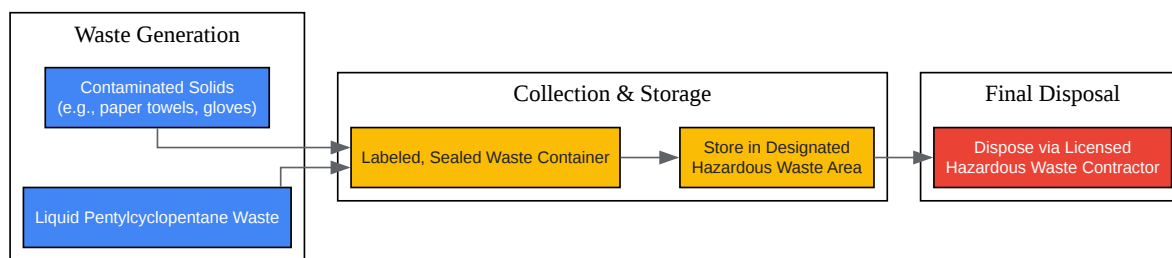 Waste Generation
Contaminated Solids
(e.g., paper towels, gloves)
Liquid Pentylcyclopentane Waste
Collection & Storage
Labeled, Sealed Waste Container
Store in Designated
Hazardous Waste Area
Final Disposal
Dispose via Licensed
Hazardous Waste Contractor